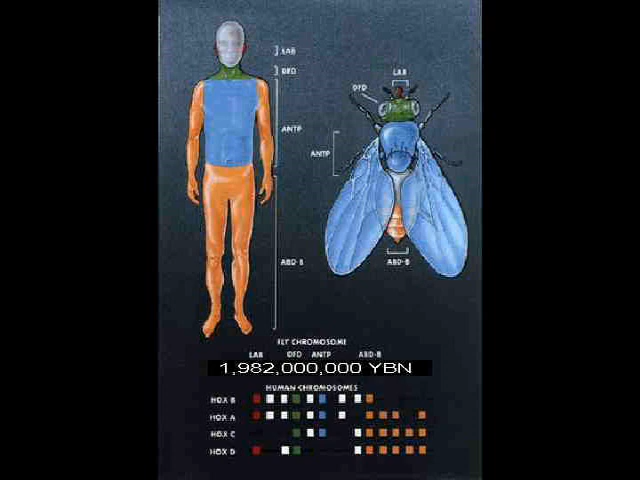 LAB
DFD
ANTP
ABD-B
LAB
DFD
ANTP
ABD-B
FLY CHROMOSOME
LAB DFD ANTP ABD-B
1,982,000,000 YBN
HUMAN CHROMOSOMES
HOX B
HOX A
HOX C
HOX D